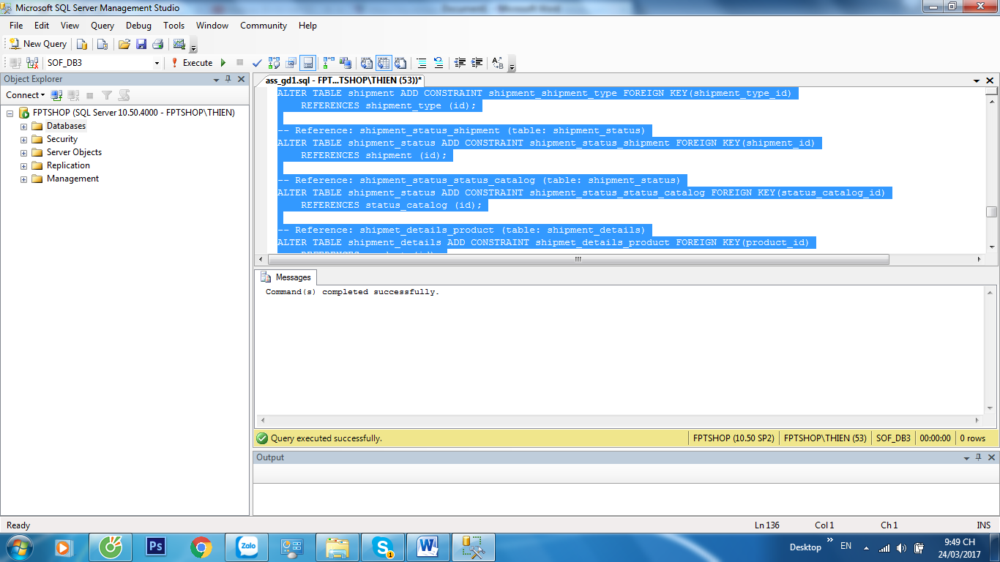 Microsoft SQL Server Management Studio
File Edit View Query Debug Tools Window Community Help
New Query
SOF_DB3 Execute
Object Explorer
Connect
FPTSHOP (SQL Server 10.50.4000 - FPTSHOP\THIEN)
Databases
Security
Server Objects
Replication
Management
ass_gd1.sql - FPT...TSHOP\THIEN (53))*
ALTER TABLE shipment ADD CONSTRAINT shipment_shipment_type FOREIGN KEY(shipment_type_id)
REFERENCES shipment_type (id);
-- Reference: shipment_status_shipment (table: shipment_status)
ALTER TABLE shipment_status ADD CONSTRAINT shipment_status_shipment FOREIGN KEY(shipment_id)
REFERENCES shipment (id);
-- Reference: shipment_status_status_catalog (table: shipment_status)
ALTER TABLE shipment_status ADD CONSTRAINT shipment_status_status_catalog FOREIGN KEY(status_catalog_id)
REFERENCES status_catalog (id);
-- Reference: shipmet_details_product (table: shipment_details)
ALTER TABLE shipment_details ADD CONSTRAINT shipmet_details_product FOREIGN KEY(product_id)
Messages
Command(s) completed successfully.
Query executed successfully. FPTSHOP (10.50 SP2) FPTSHOP\THIEN (53) SOF_DB3 00:00:00 0 rows
Output
Ready Ln 136 Col 1 Ch 1 INS
Ps Zalo S 1 W
Desktop EN 9:49 CH
24/03/2017